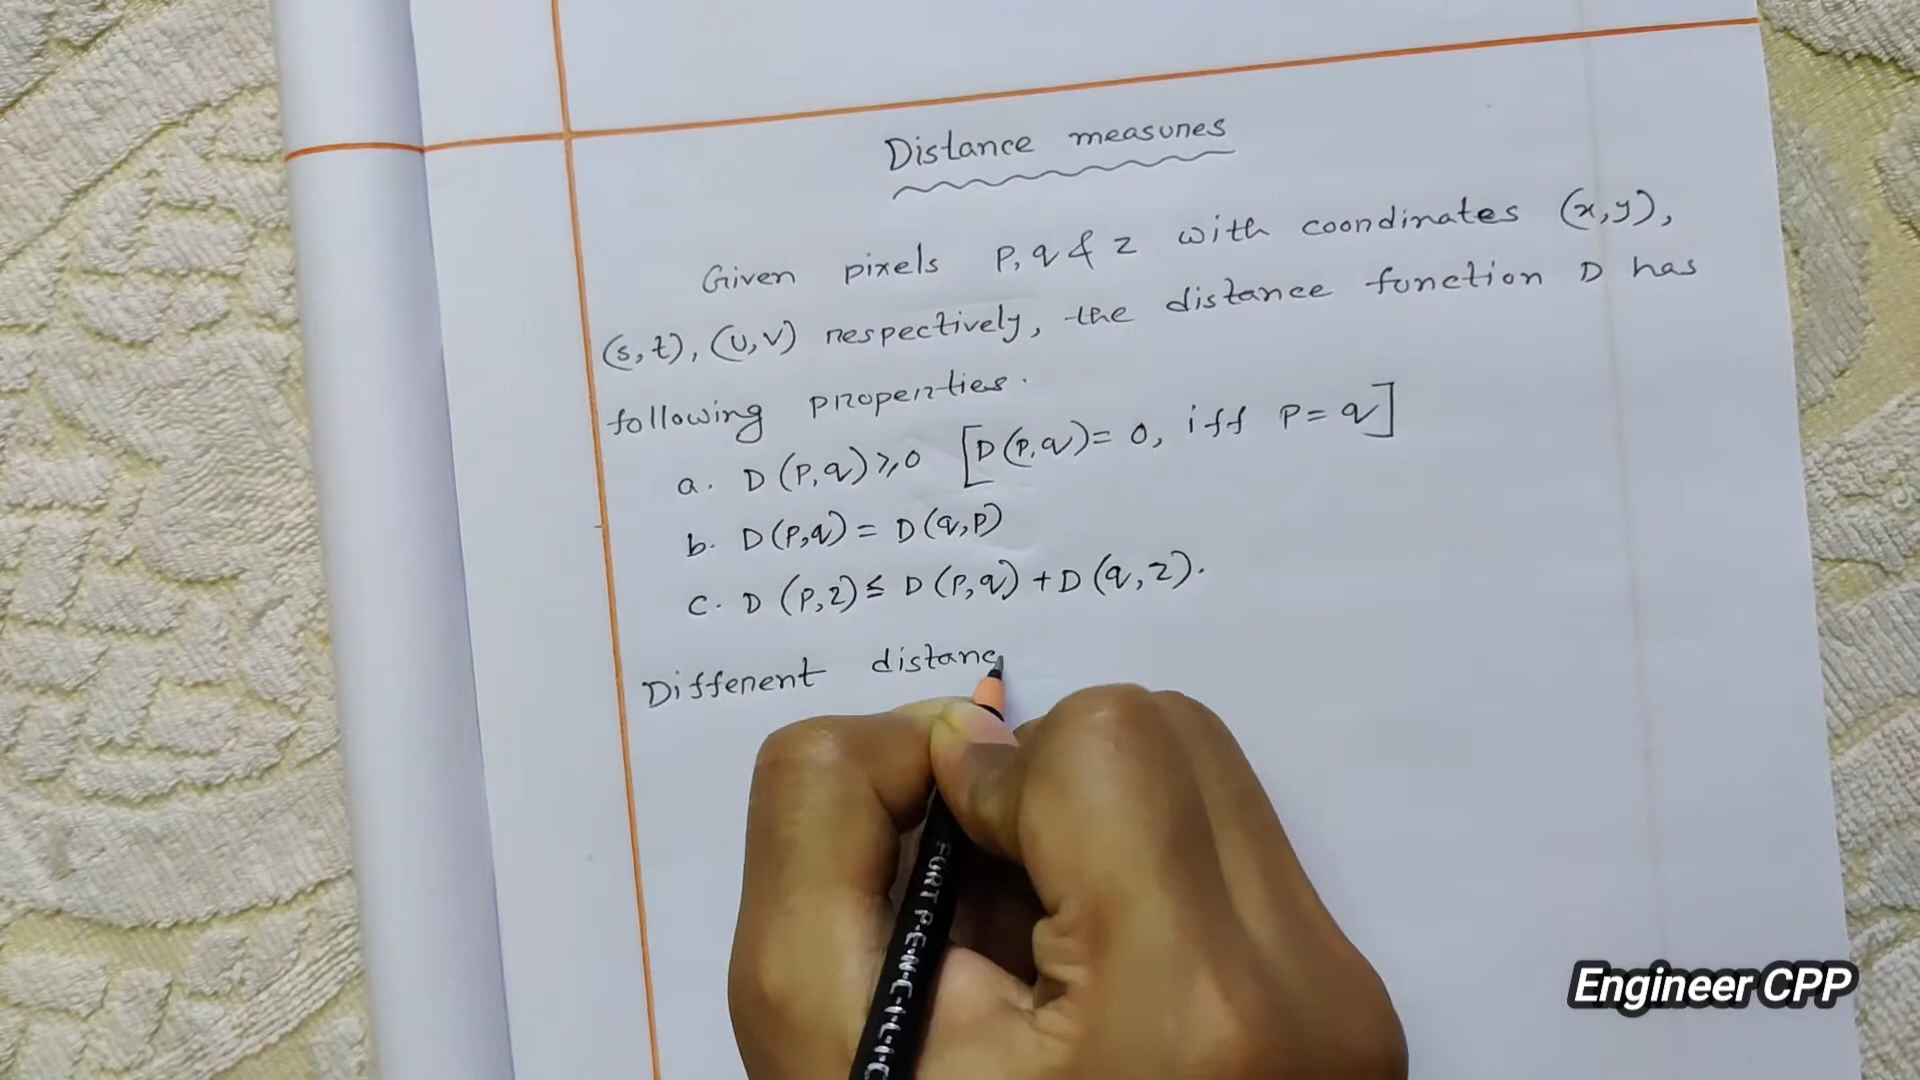 Distance measures
Given pixels p, q & z with coordinates (x,y),
(s,t), (u,v) respectively, the distance function D has
following properties.
a. D(p,q) ⩾ 0 [D(p,q) = 0, iff p = q]
b. D(p,q) = D(q,p)
c. D(p,z) ≤ D(p,q) + D(q,z).
Different distanc
FORT P·E·N·C·I·L·I·C
Engineer CPP